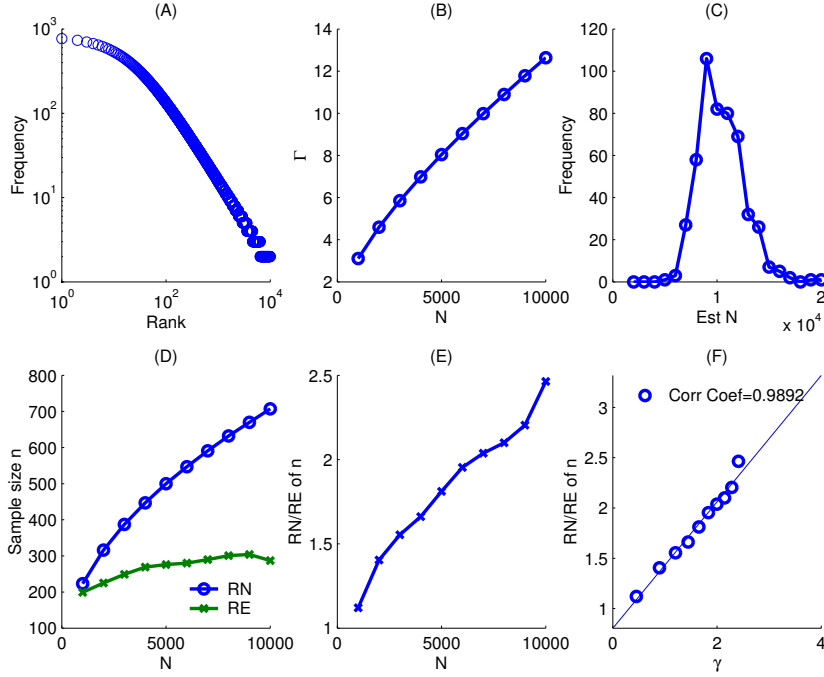 (A)
10^3
10^2
10^1
10^0
Frequency
10^0
10^2
10^4
Rank
(B)
14
12
10
8
6
4
2
Γ
0
5000
10000
N
(C)
120
100
80
60
40
20
0
Frequency
0
1
2
Est N
x 10^4
(D)
800
700
600
500
400
300
200
100
Sample size n
RN
RE
0
5000
10000
N
(E)
2.5
2
1.5
1
RN/RE of n
0
5000
10000
N
(F)
3
2.5
2
1.5
1
RN/RE of n
Corr Coef=0.9892
0
2
4
γ